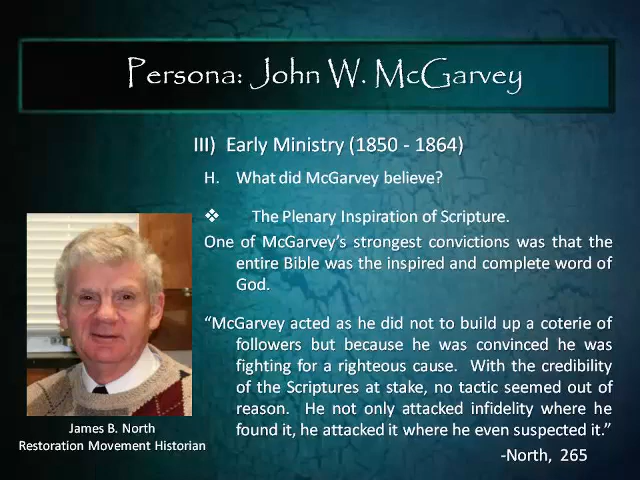 Persona: John W. McGarvey
III) Early Ministry (1850 - 1864)
H. What did McGarvey believe?
❖ The Plenary Inspiration of Scripture.
One of McGarvey’s strongest convictions was that the
entire Bible was the inspired and complete word of
God.
“McGarvey acted as he did not to build up a coterie of
followers but because he was convinced he was
fighting for a righteous cause. With the credibility
of the Scriptures at stake, no tactic seemed out of
reason. He not only attacked infidelity where he
found it, he attacked it where he even suspected it.”
-North, 265
James B. North
Restoration Movement Historian